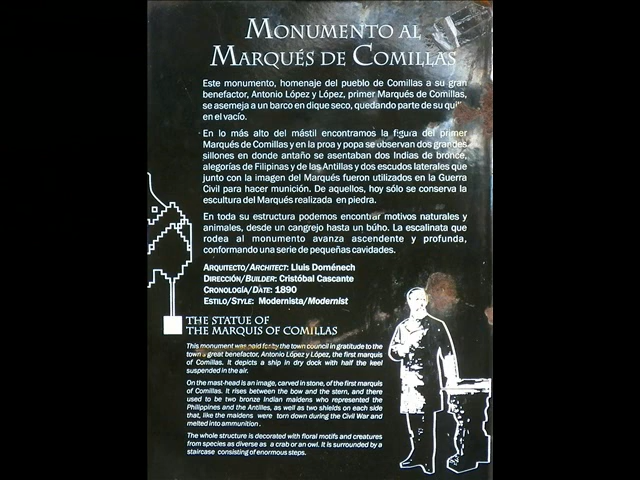 MONUMENTO AL
MARQUÉS DE COMILLAS
Este monumento, homenaje del pueblo de Comillas a su gran
benefactor, Antonio López y López, primer Marqués de Comillas,
se asemeja a un barco en dique seco, quedando parte de su
en el vacío.
En lo más alto del mástil encontramos la figura del primer
Marqués de Comillas y en la proa y popa se observan dos grandes
sillones en donde antaño se asentaban dos Indias de bronce,
alegorías de Filipinas y de las Antillas y dos escudos laterales que
junto con la imagen del Marqués fueron utilizados en la Guerra
Civil para hacer munición. De aquellos, hoy sólo se conserva la
escultura del Marqués realizada en piedra.
En toda su estructura podemos encontrar motivos naturales y
animales, desde un cangrejo hasta un búho. La escalinata que
rodea al monumento avanza ascendente y profunda,
conformando una serie de pequeñas cavidades.
ARQUITECTO/ARCHITECT: Lluis Doménech
DIRECCIÓN/BUILDER: Cristóbal Cascante
CRONOLOGÍA/DATE: 1890
ESTILO/STYLE: Modernista/Modernist
THE STATUE OF
THE MARQUIS OF COMILLAS
This monument was paid for by the town council in gratitude to the
town's great benefactor, Antonio López y López, the first marquis
of Comillas. It depicts a ship in dry dock with half the keel
suspended in the air.
On the mast-head is an image, carved in stone, of the first marquis
of Comillas. It rises between the bow and the stern, and there
used to be two bronze Indian maidens who represented the
Philippines and the Antilles, as well as two shields on each side
that, like the maidens were torn down during the Civil War and
melted into ammunition.
The whole structure is decorated with floral motifs and creatures
from species as diverse as a crab or an owl. It is surrounded by a
staircase consisting of enormous steps.